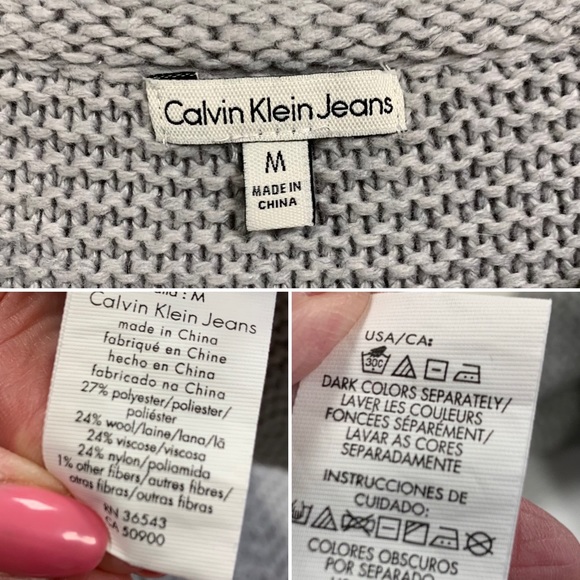 Calvin Klein Jeans
M
MADE IN
CHINA
: M
Calvin Klein Jeans
made in China
fabriqué en Chine
hecho en China
fabricado na China
27% polyester/poliester/
poliéster
24% wool/laine/lana/lã
24% viscose/viscosa
24% nylon/poliamida
1% other fibers/autres fibres/
otras fibras/outras fibras
RN 36543
CA 50900
USA/CA:
30C
DARK COLORS SEPARATELY/
LAVER LES COULEURS
FONCÉES SÉPARÉMENT/
LAVAR AS CORES
SEPARADAMENTE
INSTRUCCIONES DE
CUIDADO:
COLORES OBSCUROS
POR SEPARADO/